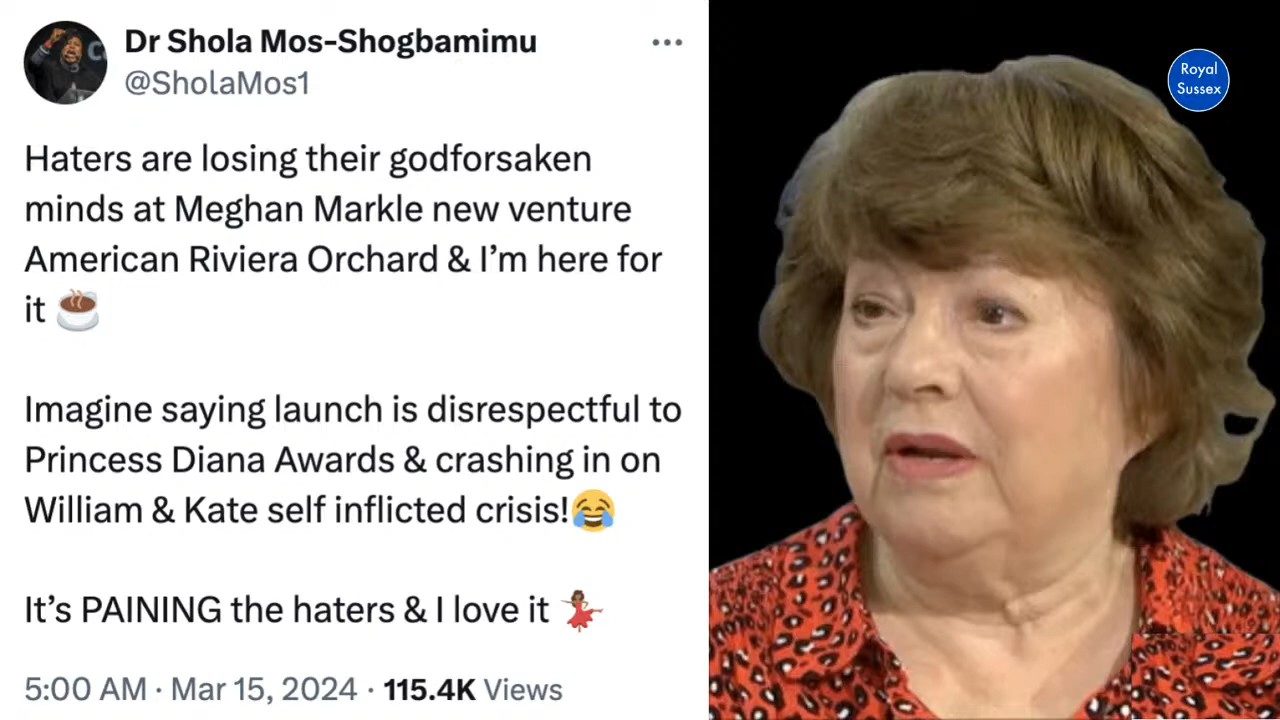 Dr Shola Mos-Shogbamimu
@SholaMos1
Haters are losing their godforsaken
minds at Meghan Markle new venture
American Riviera Orchard & I'm here for
it ☕
Imagine saying launch is disrespectful to
Princess Diana Awards & crashing in on
William & Kate self inflicted crisis!😂
It's PAINING the haters & I love it 💃🏾
5:00 AM · Mar 15, 2024 · 115.4K Views
Royal
Sussex